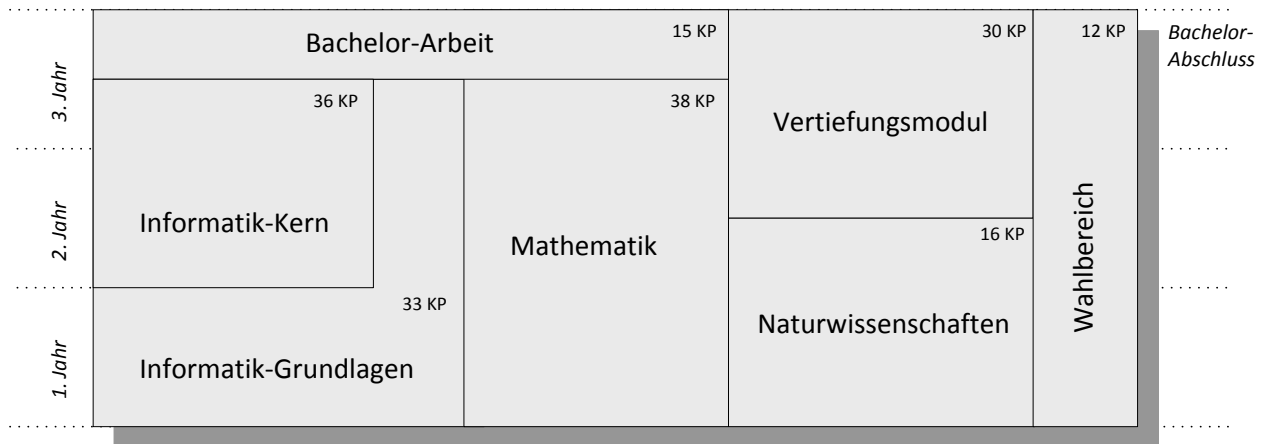 Bachelor-Arbeit
15 KP
30 KP
12 KP
Bachelor-
Abschluss
3. Jahr
36 KP
38 KP
Vertiefungsmodul
Informatik-Kern
2. Jahr
Mathematik
16 KP
Wahlbereich
33 KP
Naturwissenschaften
1. Jahr
Informatik-Grundlagen